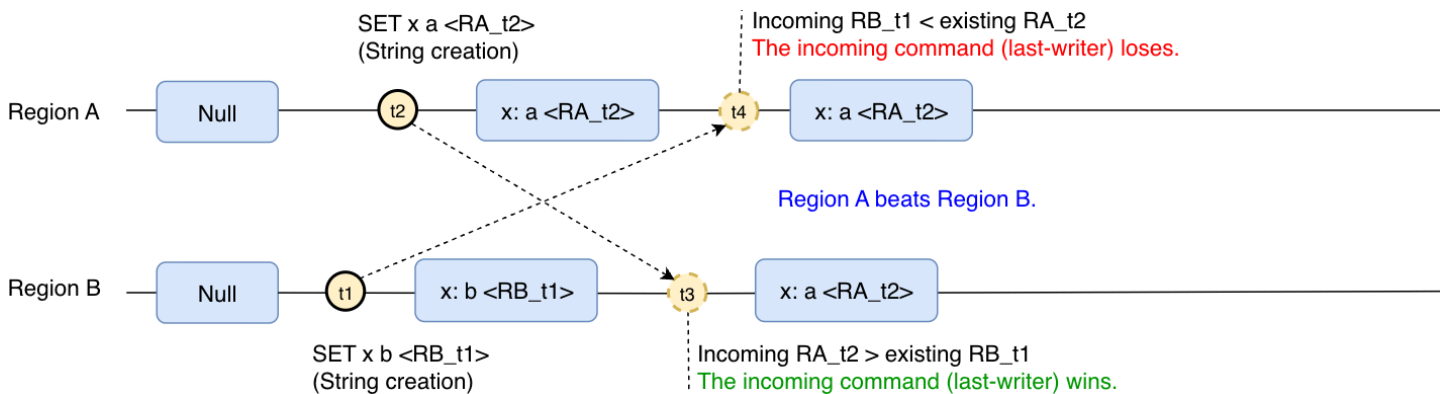 SET x a <RA_t2>
(String creation)
Incoming RB_t1 < existing RA_t2
The incoming command (last-writer) loses.
Region A
Null
t2
x: a <RA_t2>
t4
x: a <RA_t2>
Region A beats Region B.
Region B
Null
t1
x: b <RB_t1>
t3
x: a <RA_t2>
SET x b <RB_t1>
(String creation)
Incoming RA_t2 > existing RB_t1
The incoming command (last-writer) wins.